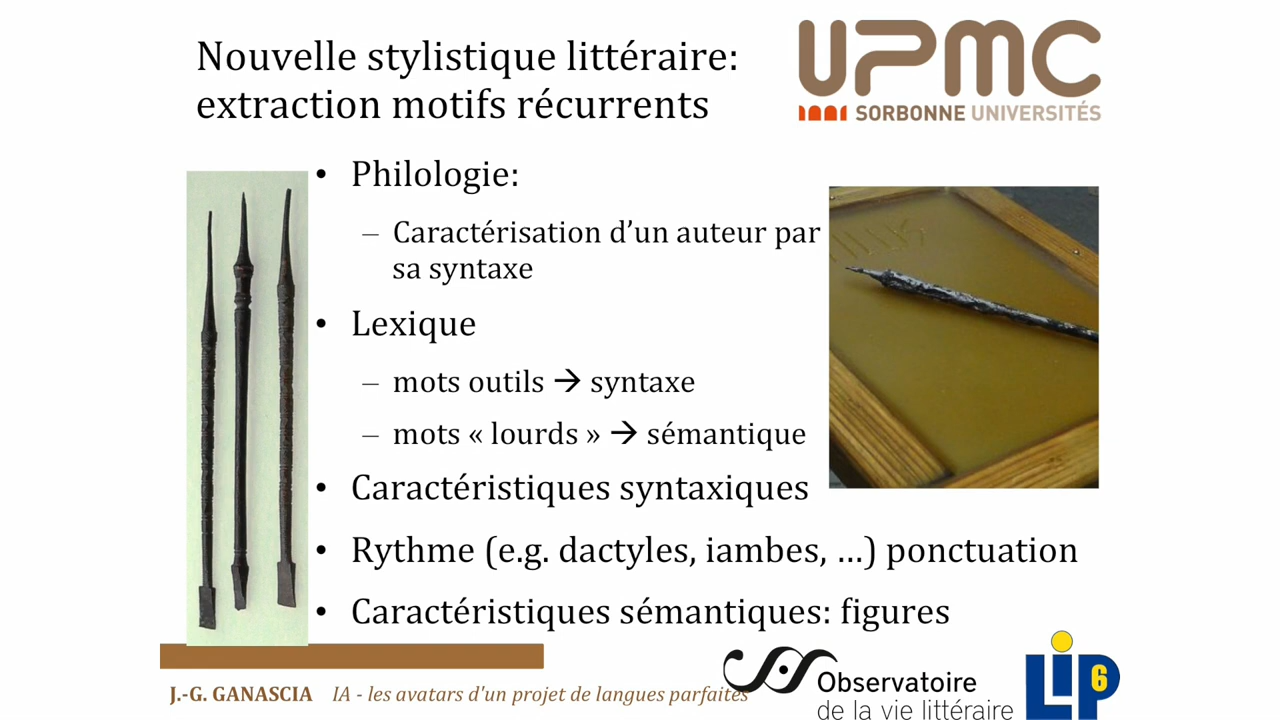 Nouvelle stylistique littéraire:
extraction motifs récurrents
UPMC
SORBONNE UNIVERSITÉS
• Philologie:
– Caractérisation d’un auteur par
sa syntaxe
• Lexique
– mots outils → syntaxe
– mots « lourds » → sémantique
• Caractéristiques syntaxiques
• Rythme (e.g. dactyles, iambes, …) ponctuation
• Caractéristiques sémantiques: figures
J.-G. GANASCIA IA - les avatars d'un projet de langues parfaites
Observatoire
de la vie littéraire
LIP6